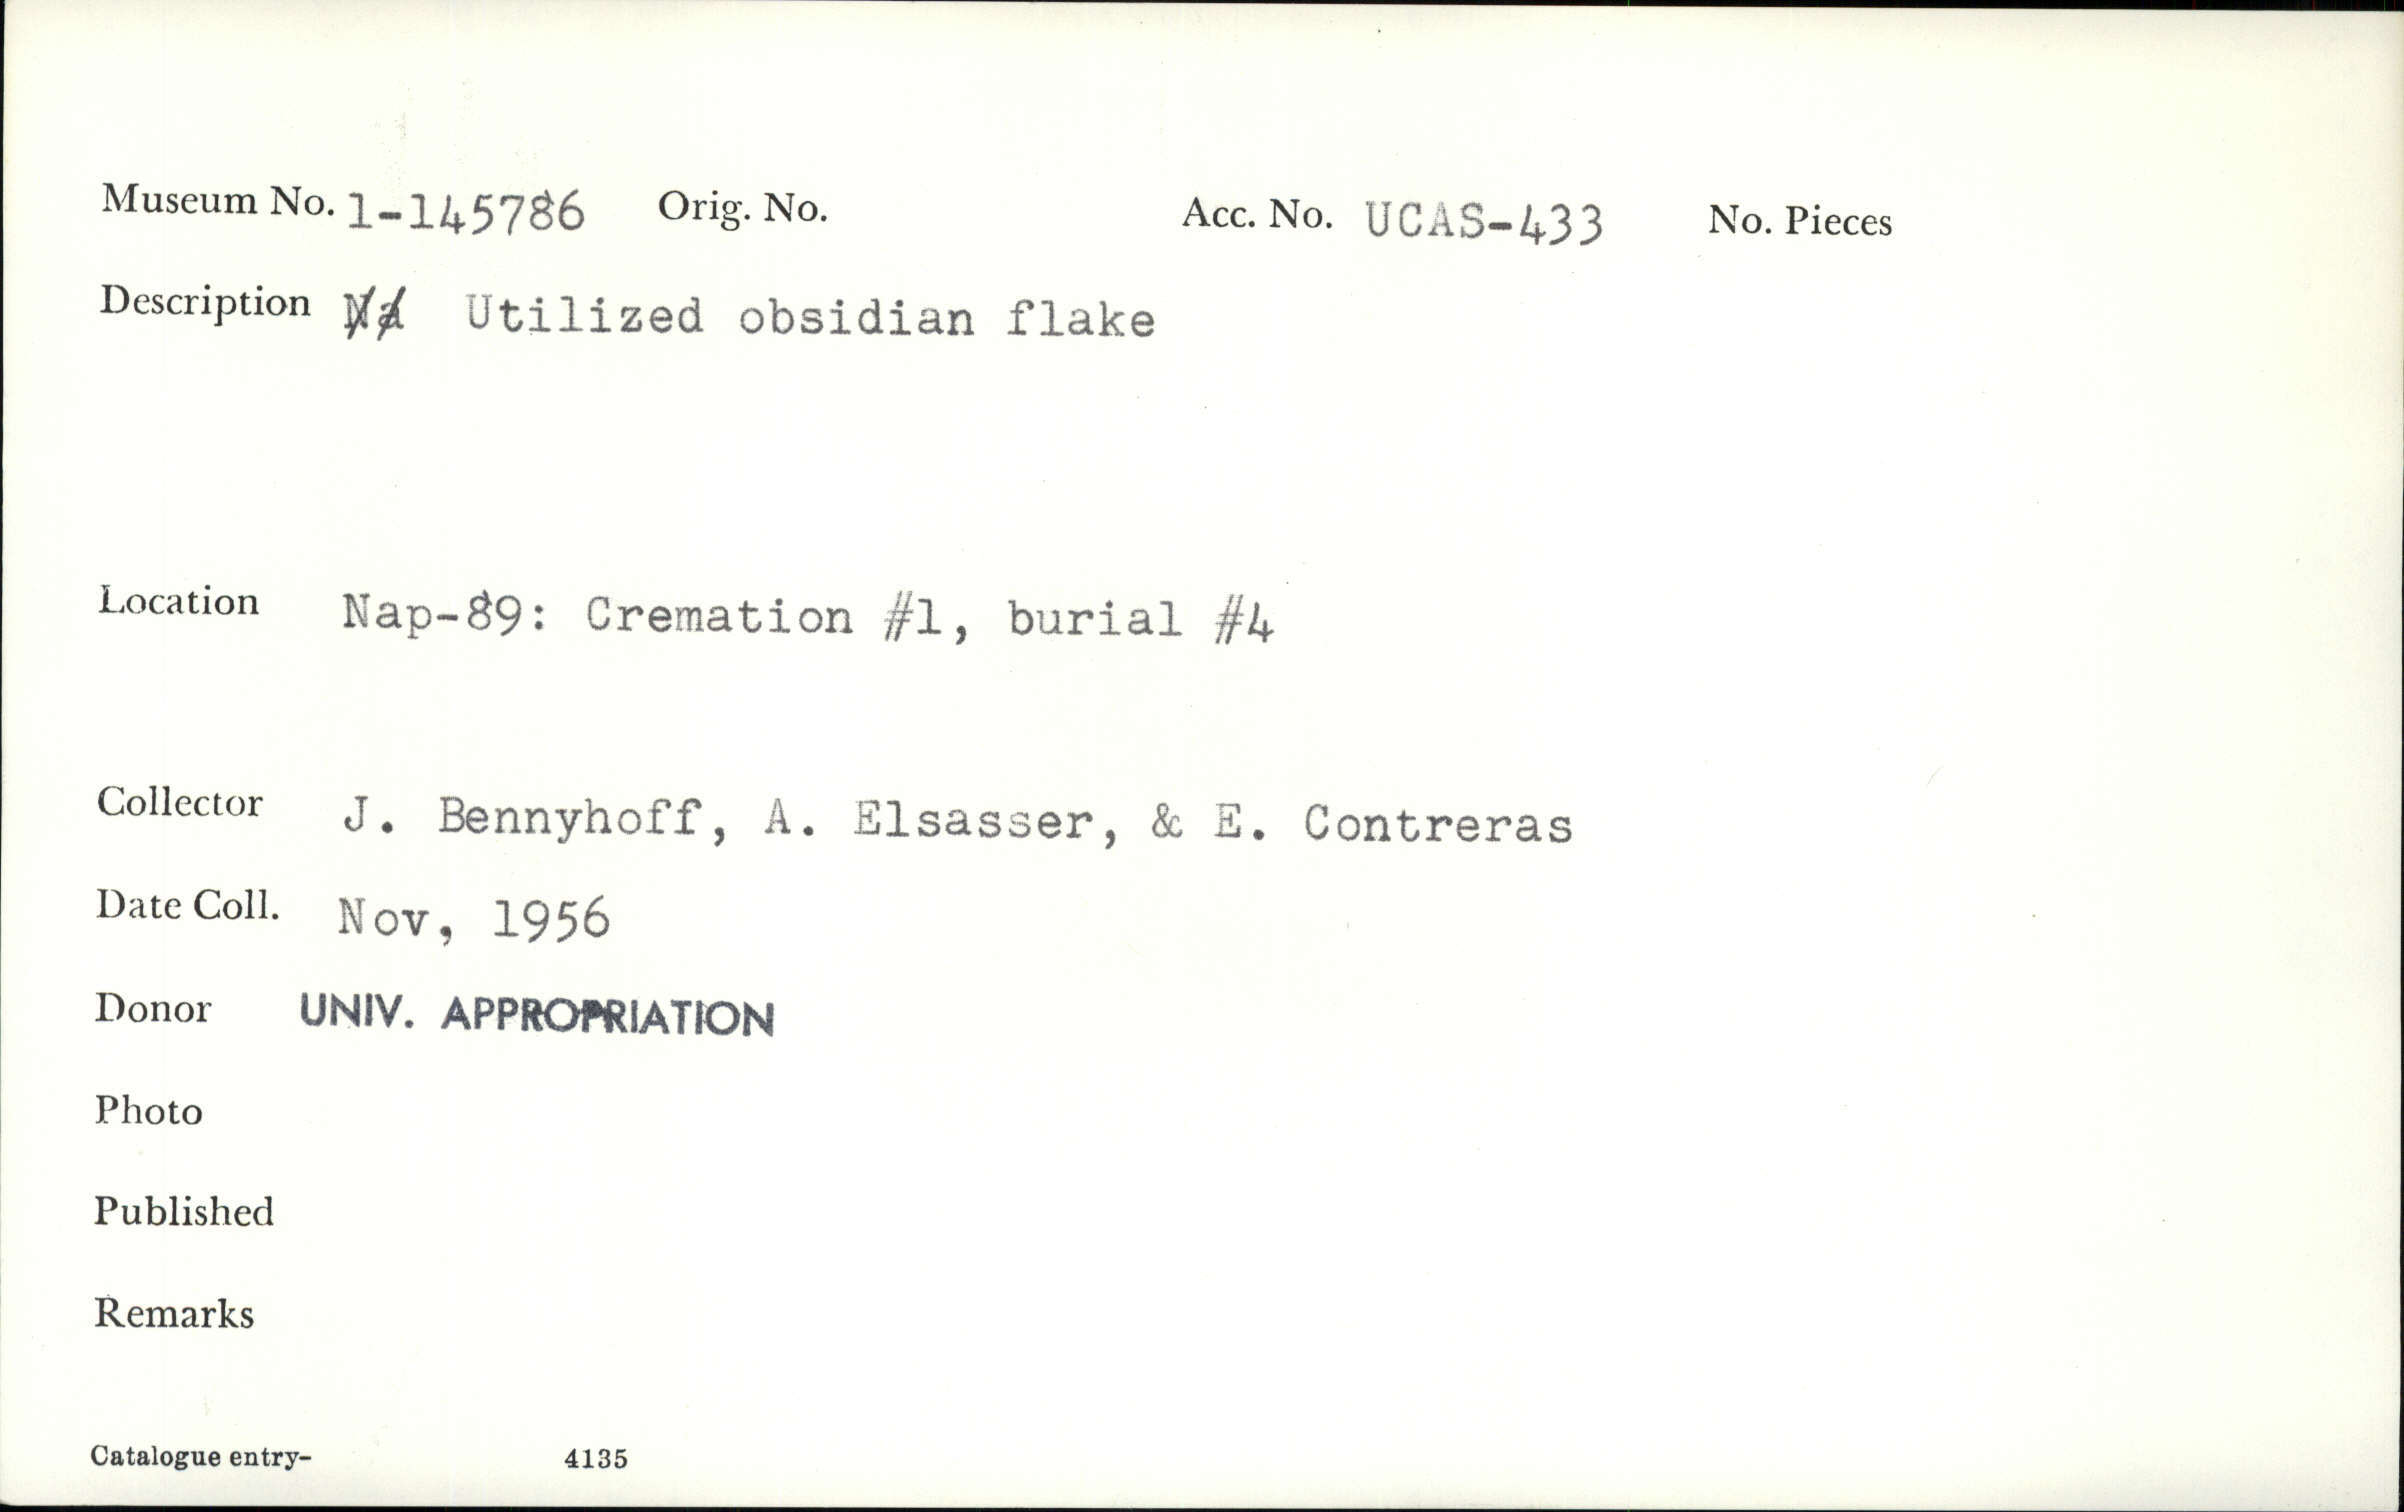 Museum No. 1-145786 Orig. No. Acc. No. UCAS-433 No. Pieces
Description Na Utilized obsidian flake
Location Nap-89: Cremation #1, burial #4
Collector J. Bennyhoff, A. Elsasser, & E. Contreras
Date Coll. Nov, 1956
Donor UNIV. APPROPRIATION
Photo
Published
Remarks
Catalogue entry- 4135